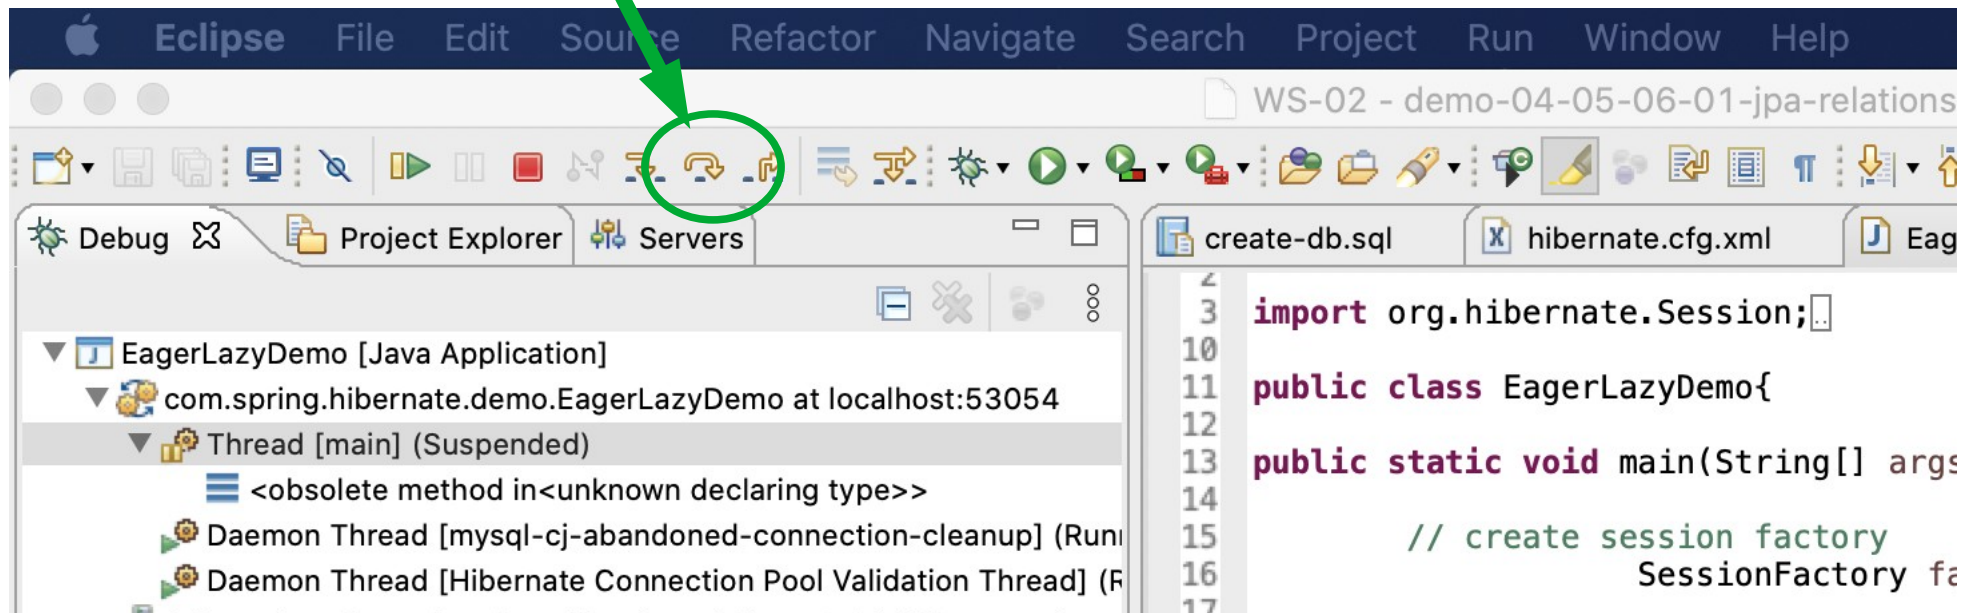 Eclipse File Edit Source Refactor Navigate Search Project Run Window Help
WS-02 - demo-04-05-06-01-jpa-relations
Debug Project Explorer Servers
create-db.sql hibernate.cfg.xml Eag
EagerLazyDemo [Java Application]
com.spring.hibernate.demo.EagerLazyDemo at localhost:53054
Thread [main] (Suspended)
<obsolete method in<unknown declaring type>>
Daemon Thread [mysql-cj-abandoned-connection-cleanup] (Run
Daemon Thread [Hibernate Connection Pool Validation Thread] (R
2
3 import org.hibernate.Session;
10
11 public class EagerLazyDemo{
12
13 public static void main(String[] args
14
15 // create session factory
16 SessionFactory fa
17